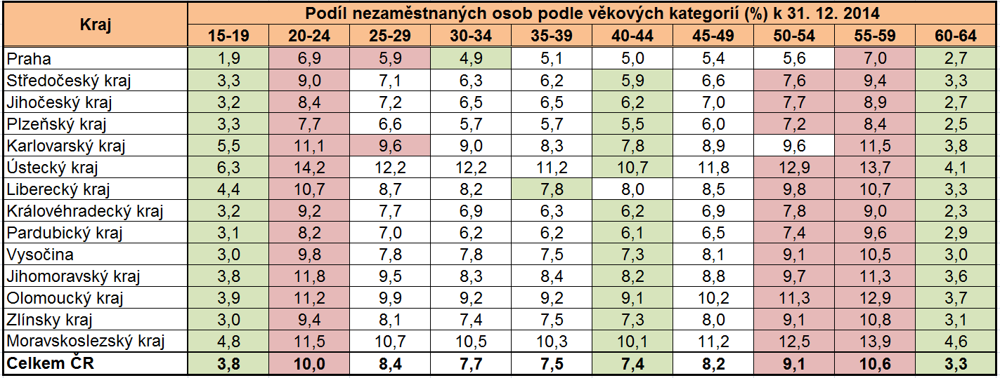 Kraj Podíl nezaměstnaných osob podle věkových kategorií (%) k 31. 12. 2014
15-19 20-24 25-29 30-34 35-39 40-44 45-49 50-54 55-59 60-64
Praha 1,9 6,9 5,9 4,9 5,1 5,0 5,4 5,6 7,0 2,7
Středočeský kraj 3,3 9,0 7,1 6,3 6,2 5,9 6,6 7,6 9,4 3,3
Jihočeský kraj 3,2 8,4 7,2 6,5 6,5 6,2 7,0 7,7 8,9 2,7
Plzeňský kraj 3,3 7,7 6,6 5,7 5,7 5,5 6,0 7,2 8,4 2,5
Karlovarský kraj 5,5 11,1 9,6 9,0 8,3 7,8 8,9 9,6 11,5 3,8
Ústecký kraj 6,3 14,2 12,2 12,2 11,2 10,7 11,8 12,9 13,7 4,1
Liberecký kraj 4,4 10,7 8,7 8,2 7,8 8,0 8,5 9,8 10,7 3,3
Královéhradecký kraj 3,2 9,2 7,7 6,9 6,3 6,2 6,9 7,8 9,0 2,3
Pardubický kraj 3,1 8,2 7,0 6,2 6,2 6,1 6,5 7,4 9,6 2,9
Vysočina 3,0 9,8 7,8 7,8 7,5 7,3 8,1 9,1 10,5 3,0
Jihomoravský kraj 3,8 11,8 9,5 8,3 8,4 8,2 8,8 9,7 11,3 3,6
Olomoucký kraj 3,9 11,2 9,9 9,2 9,2 9,1 10,2 11,3 12,9 3,7
Zlínsky kraj 3,0 9,4 8,1 7,4 7,5 7,3 8,0 9,1 10,8 3,1
Moravskoslezský kraj 4,8 11,5 10,7 10,5 10,3 10,1 11,2 12,5 13,9 4,6
Celkem ČR 3,8 10,0 8,4 7,7 7,5 7,4 8,2 9,1 10,6 3,3